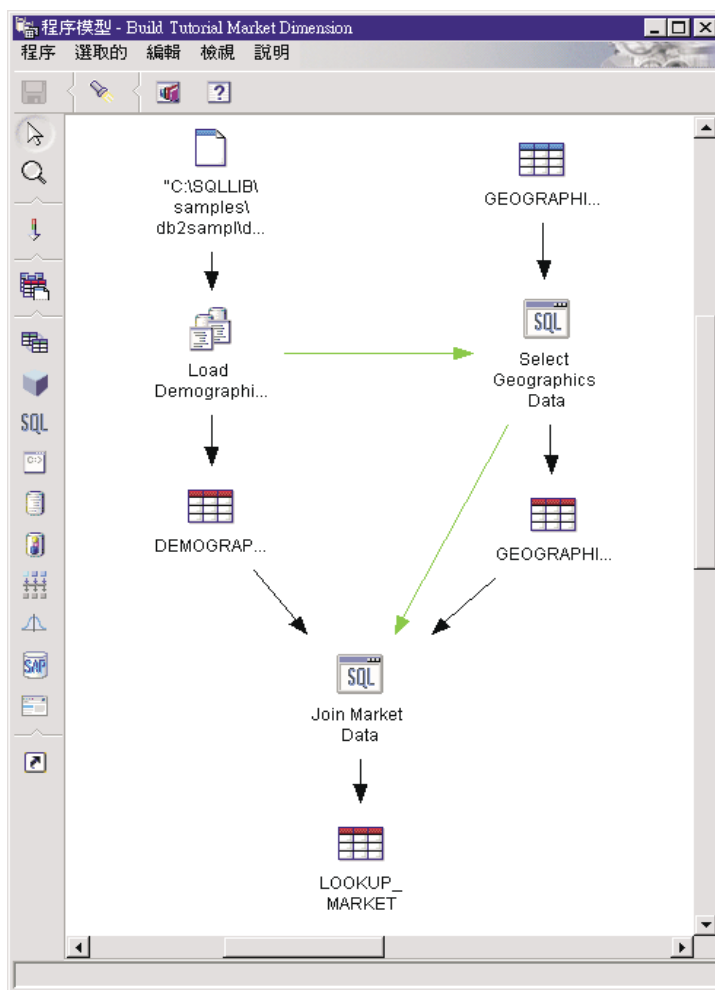 程序模型 - Build Tutorial Market Dimension
程序 選取的 編輯 檢視 說明
"C:\SQLLIB\
samples\
db2sampl\d...
GEOGRAPHI...
SQL
Load
Demographi...
Select
Geographics
Data
SQL
DEMOGRAP...
GEOGRAPHI...
SAP
SQL
Join Market
Data
LOOKUP_
MARKET